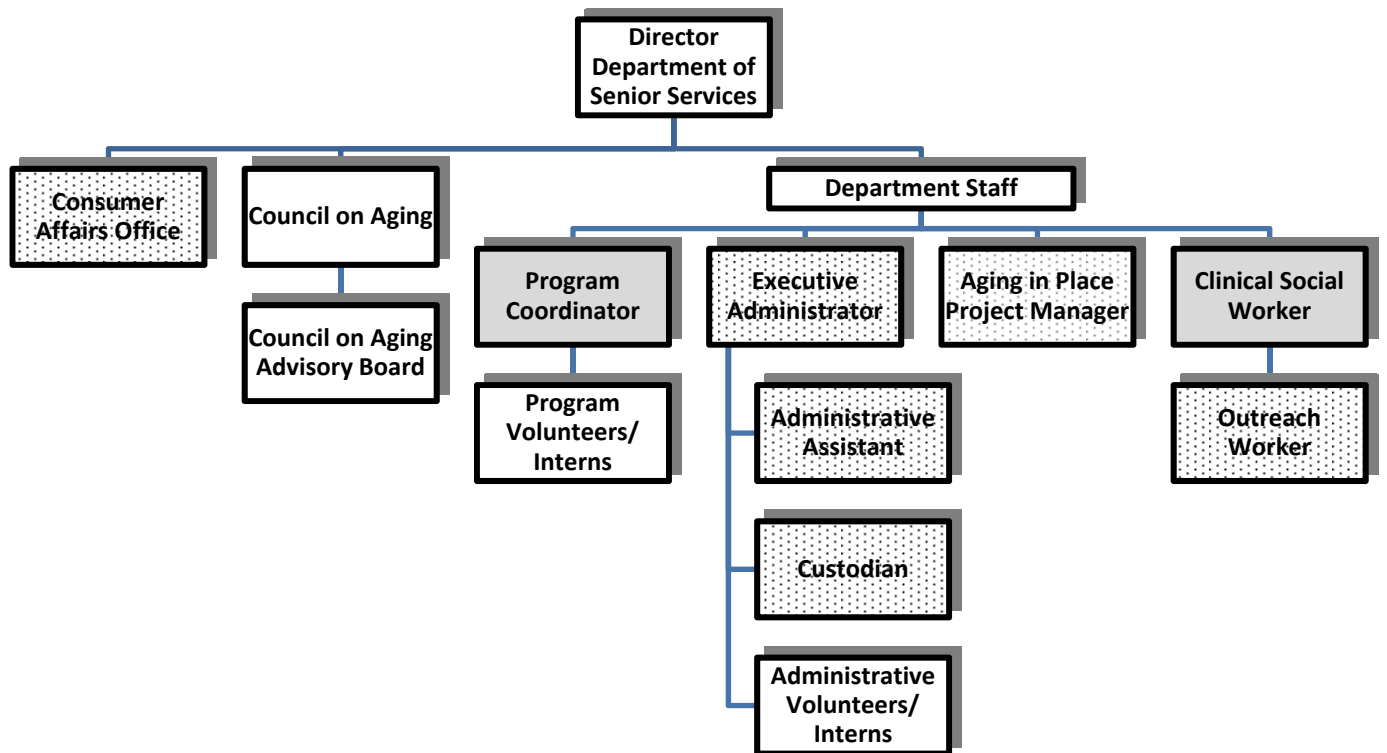 Director
Department of
Senior Services
Consumer
Affairs Office
Council on Aging
Department Staff
Council on Aging
Advisory Board
Program
Coordinator
Executive
Administrator
Aging in Place
Project Manager
Clinical Social
Worker
Program
Volunteers/
Interns
Administrative
Assistant
Outreach
Worker
Custodian
Administrative
Volunteers/
Interns